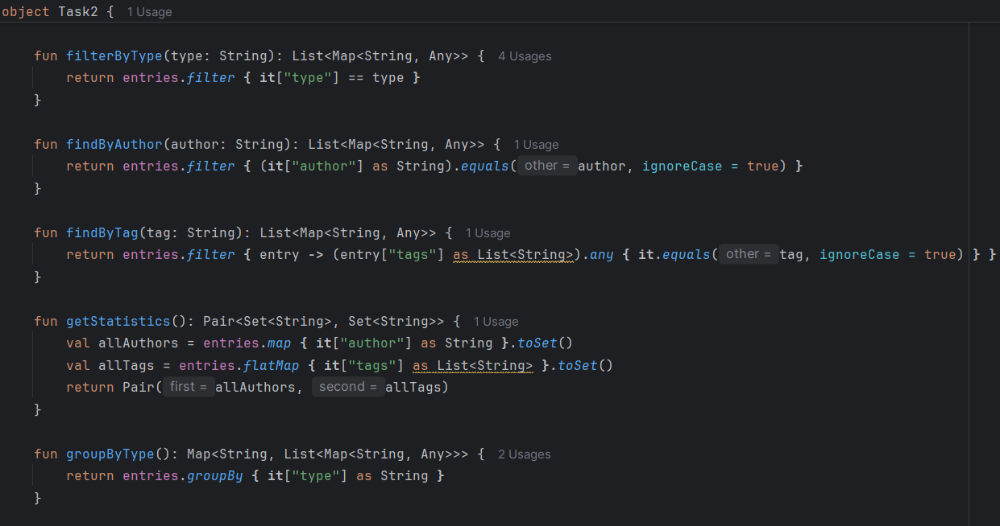 object Task2 {   1 Usage
    fun filterByType(type: String): List<Map<String, Any>> {   4 Usages
        return entries.filter { it["type"] == type }
    }
    fun findByAuthor(author: String): List<Map<String, Any>> {   1 Usage
        return entries.filter { (it["author"] as String).equals( other = author, ignoreCase = true) }
    }
    fun findByTag(tag: String): List<Map<String, Any>> {   1 Usage
        return entries.filter { entry -> (entry["tags"] as List<String>).any { it.equals( other = tag, ignoreCase = true) } }
    }
    fun getStatistics(): Pair<Set<String>, Set<String>> {   1 Usage
        val allAuthors = entries.map { it["author"] as String }.toSet()
        val allTags = entries.flatMap { it["tags"] as List<String> }.toSet()
        return Pair( first = allAuthors, second = allTags)
    }
    fun groupByType(): Map<String, List<Map<String, Any>>> {   2 Usages
        return entries.groupBy { it["type"] as String }
    }